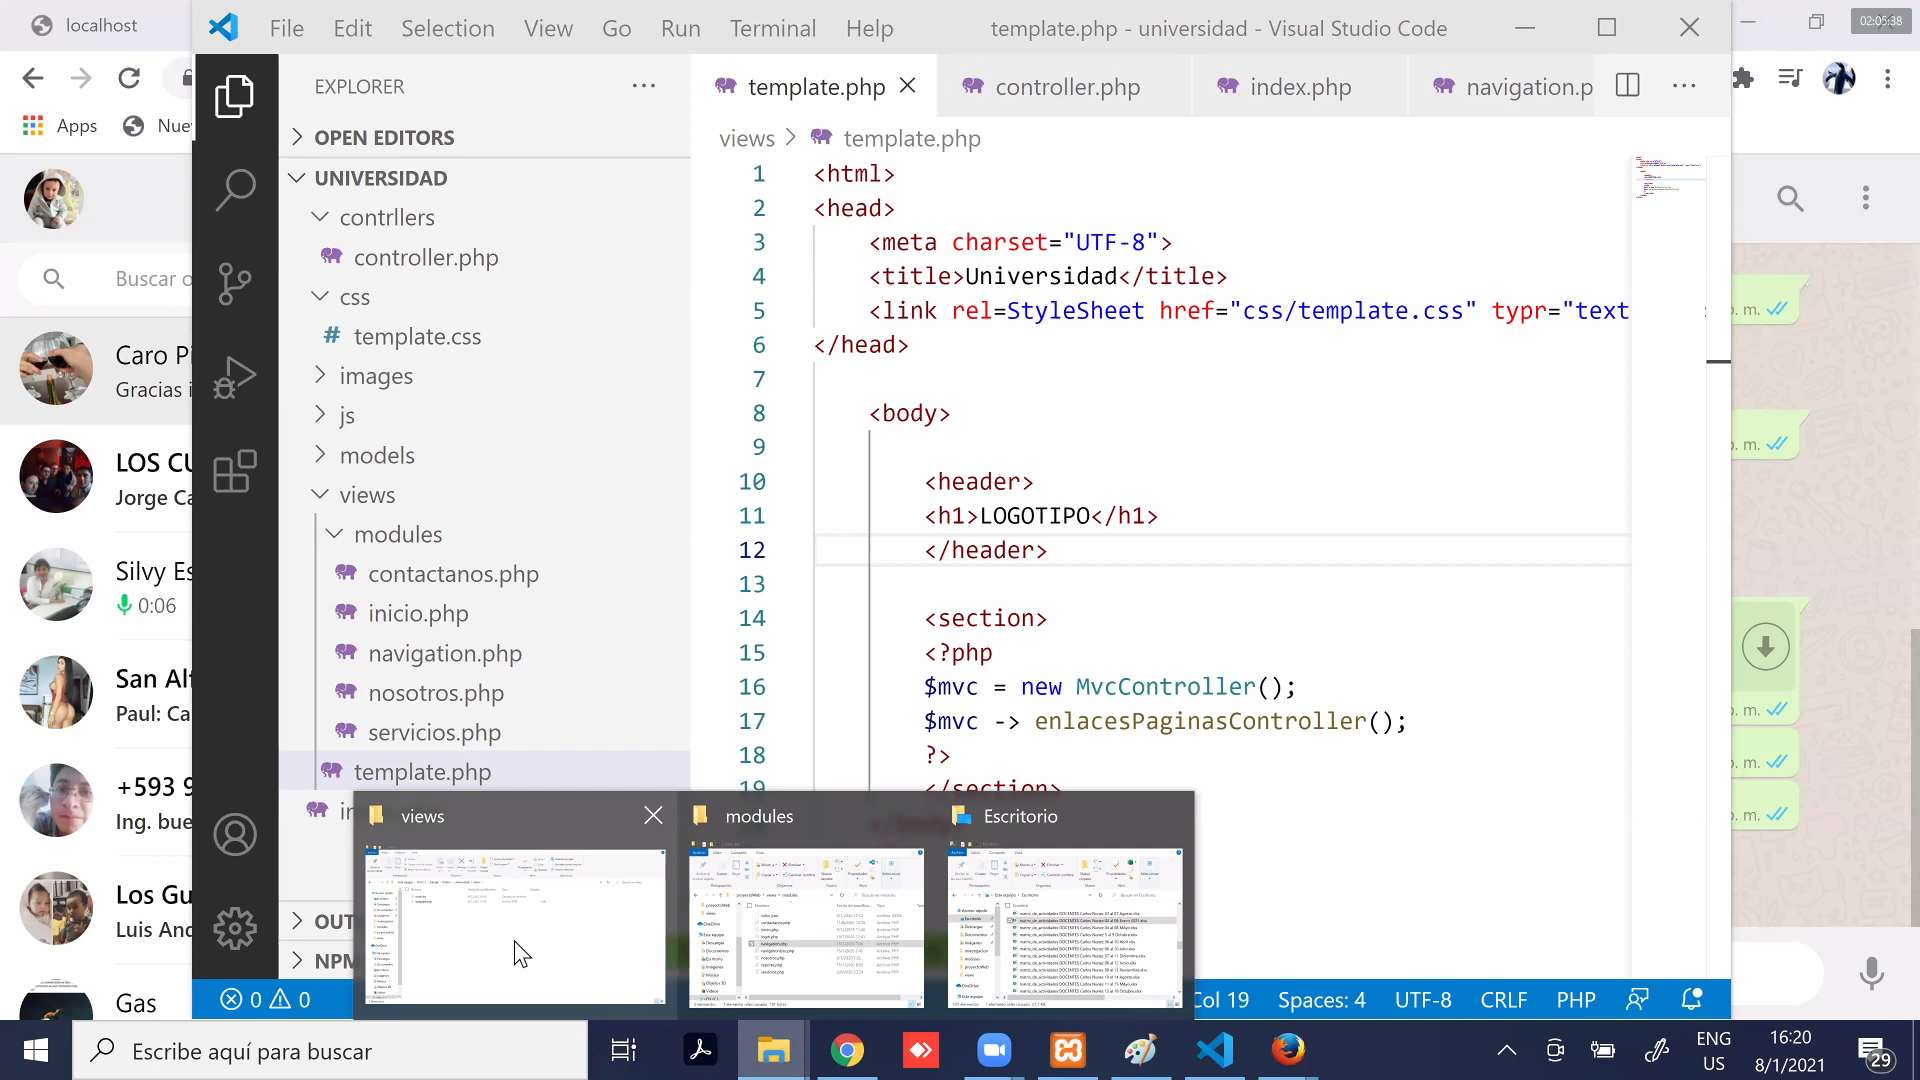 localhost
File Edit Selection View Go Run Terminal Help
template.php - universidad - Visual Studio Code
02:05:38
Apps
EXPLORER
OPEN EDITORS
UNIVERSIDAD
contrllers
controller.php
css
template.css
images
js
models
views
modules
contactanos.php
inicio.php
navigation.php
nosotros.php
servicios.php
template.php
template.php controller.php index.php navigation.p
views > template.php
1 <html>
2 <head>
3 <meta charset="UTF-8">
4 <title>Universidad</title>
5 <link rel=StyleSheet href="css/template.css" typr="text
6 </head>
7
8 <body>
9
10 <header>
11 <h1>LOGOTIPO</h1>
12 </header>
13
14 <section>
15 <?php
16 $mvc = new MvcController();
17 $mvc -> enlacesPaginasController();
18 ?>
19 </section>
Buscar o
Caro Pi
Gracias i
LOS CU
Jorge Ca
Silvy Es
0:06
San Alf
Paul: Ca
+593 9
Ing. bue
Los Gu
Luis And
Gas
views
modules
Escritorio
0 0
Col 19 Spaces: 4 UTF-8 CRLF PHP
Escribe aquí para buscar
ENG
US
16:20
8/1/2021
29